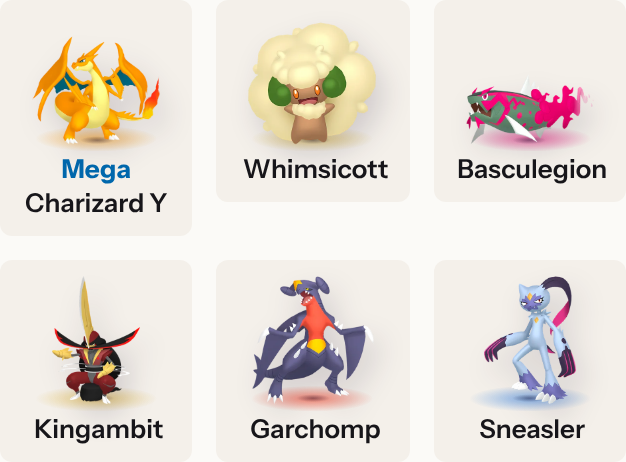 Mega
Charizard Y
Whimsicott
Basculegion
Kingambit
Garchomp
Sneasler